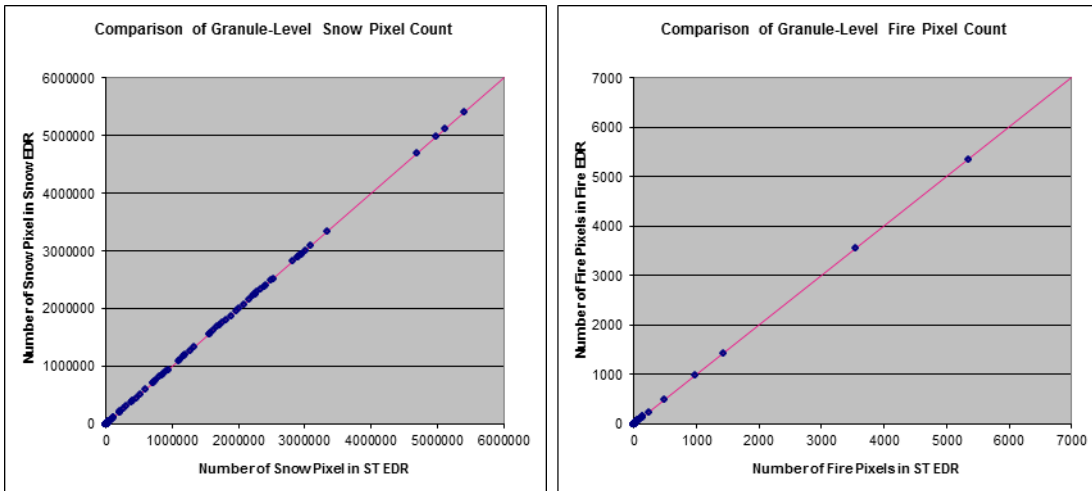 Comparison of Granule-Level Snow Pixel Count
6000000
5000000
4000000
3000000
2000000
1000000
0
Number of Snow Pixel in Snow EDR
0 1000000 2000000 3000000 4000000 5000000 6000000
Number of Snow Pixel in ST EDR
Comparison of Granule-Level Fire Pixel Count
7000
6000
5000
4000
3000
2000
1000
0
Number of Fire Pixels in Fire EDR
0 1000 2000 3000 4000 5000 6000 7000
Number of Fire Pixels in ST EDR